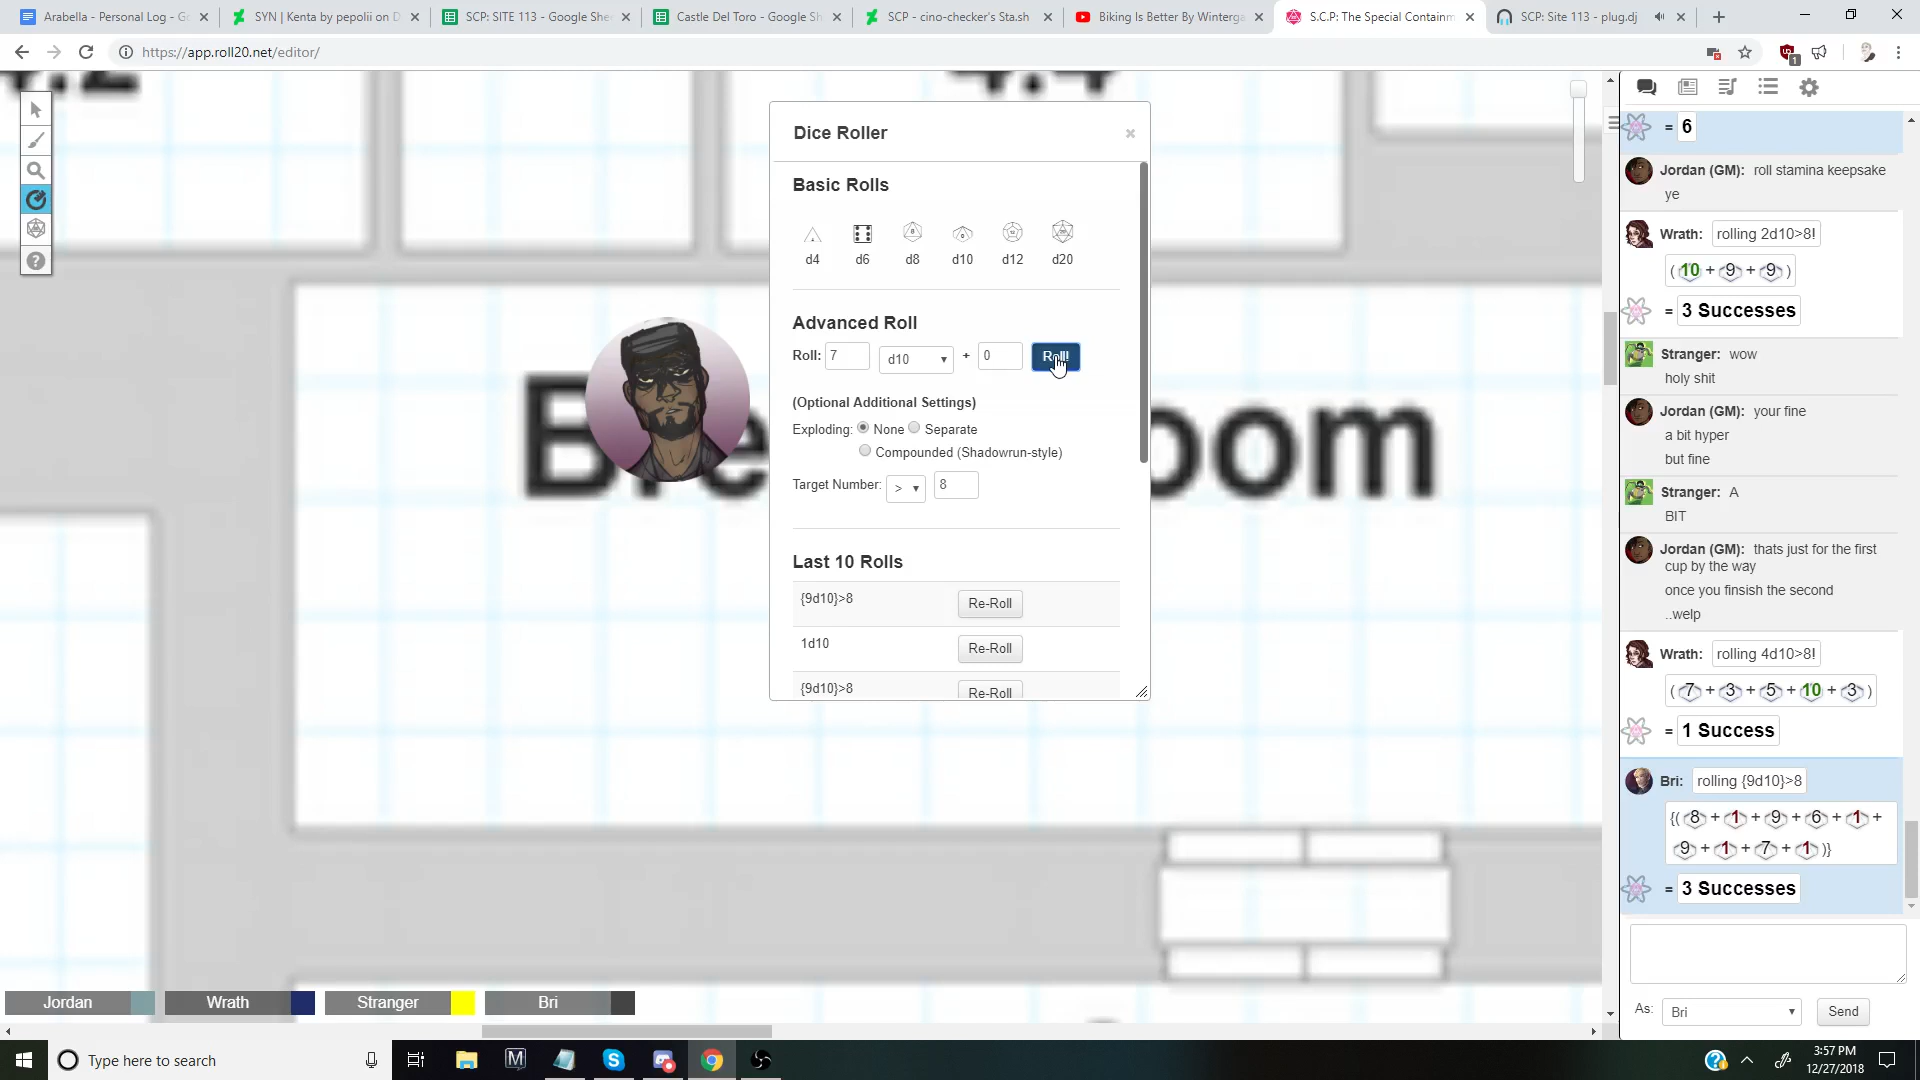 Arabella - Personal Log - Go
SYN | Kenta by pepolii on D
SCP: SITE 113 - Google She
Castle Del Toro - Google Sh
SCP - cino-checker's Sta.sh
Biking Is Better By Winterga
S.C.P: The Special Containm
SCP: Site 113 - plug.dj
https://app.roll20.net/editor/
4.2
4.4
Dice Roller
Basic Rolls
d4
d6
d8
d10
d12
d20
Advanced Roll
Roll: 7 d10 + 0 Roll!
(Optional Additional Settings)
Exploding: None Separate
Compounded (Shadowrun-style)
Target Number: > 8
Last 10 Rolls
{9d10}>8 Re-Roll
1d10 Re-Roll
{9d10}>8 Re-Roll
= 6
Jordan (GM): roll stamina keepsake
ye
Wrath: rolling 2d10>8!
(10 + 9 + 9)
= 3 Successes
Stranger: wow
holy shit
Jordan (GM): your fine
a bit hyper
but fine
Stranger: A
BIT
Jordan (GM): thats just for the first
cup by the way
once you finsish the second
..welp
Wrath: rolling 4d10>8!
(7 + 3 + 5 + 10 + 3)
= 1 Success
Bri: rolling {9d10}>8
{(8 + 1 + 9 + 6 + 1 +
9 + 1 + 7 + 1)}
= 3 Successes
As: Bri Send
Jordan
Wrath
Stranger
Bri
Type here to search
3:57 PM
12/27/2018